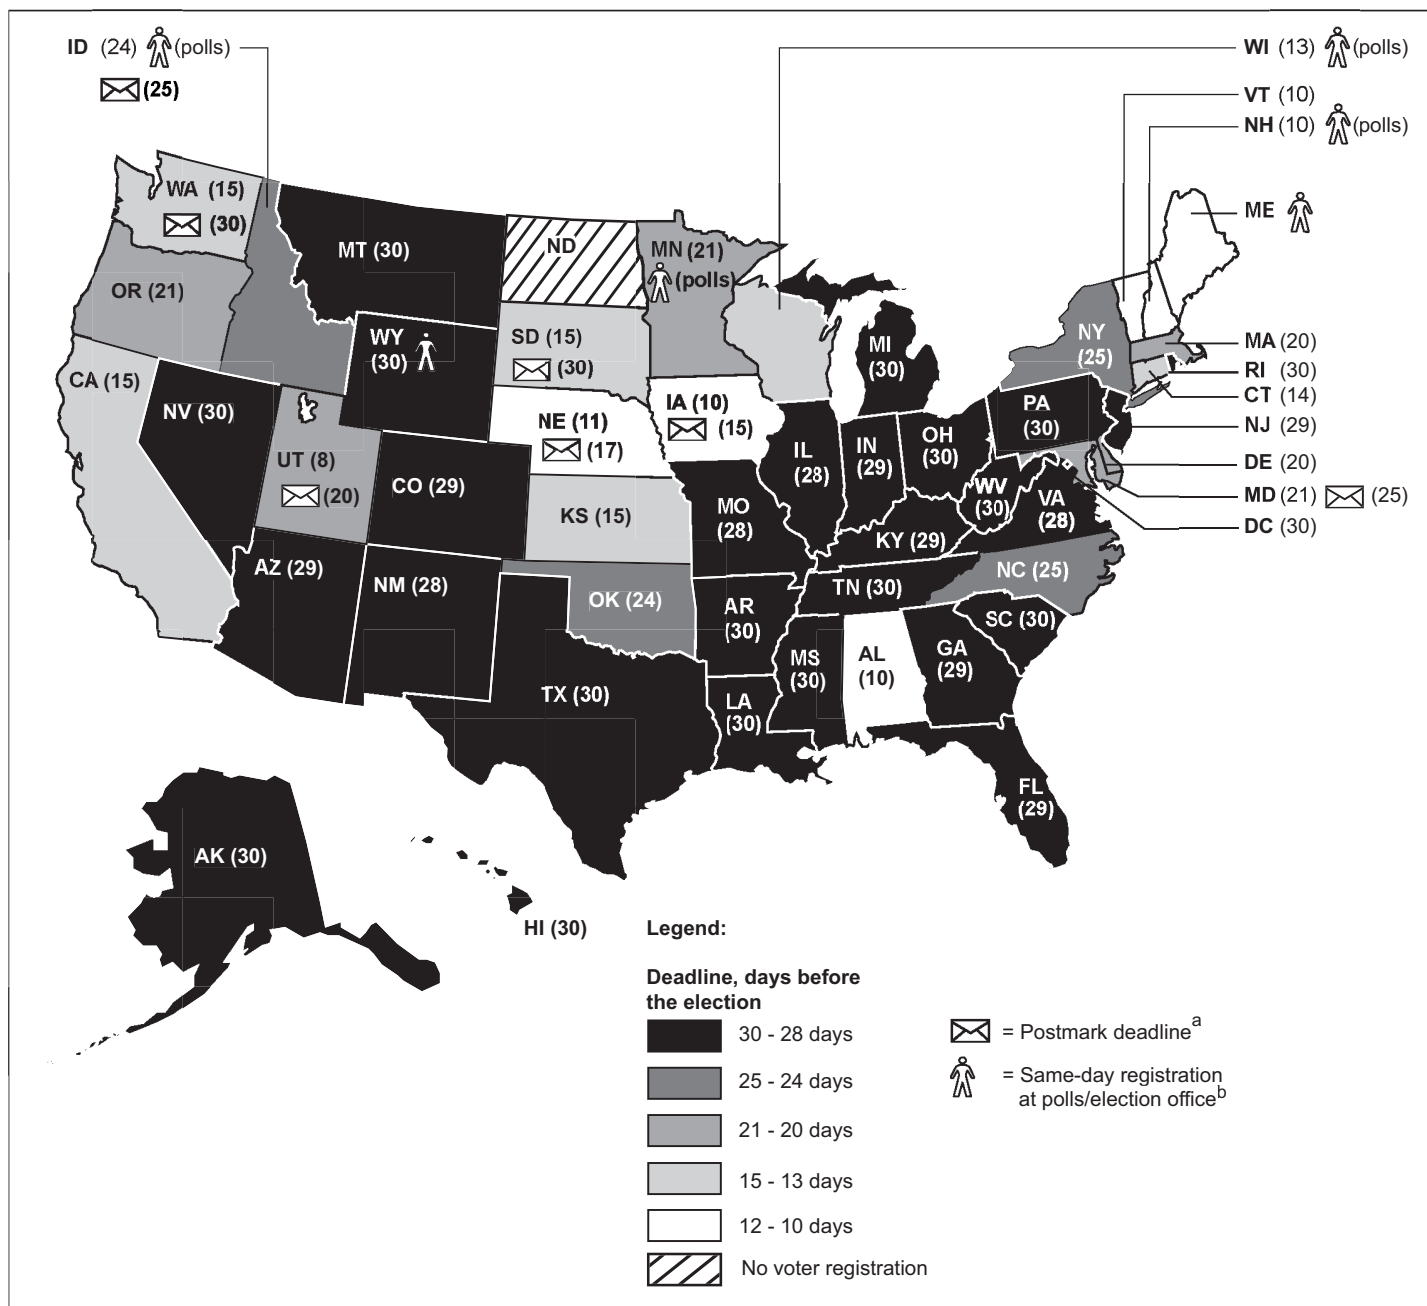 ID (24) (polls)
(25)
WI (13) (polls)
VT (10)
NH (10) (polls)
ME
WA (15)
(30)
MT (30)
ND
MN (21)
(polls)
OR (21)
WY
(30)
SD (15)
(30)
MI
(30)
NY
(25)
MA (20)
RI (30)
CT (14)
NJ (29)
DE (20)
MD (21) (25)
DC (30)
CA (15)
NV (30)
NE (11)
(17)
IA (10)
(15)
PA
(30)
UT (8)
(20)
CO (29)
IL
(28)
IN
(29)
OH
(30)
WV
(30)
VA
(28)
KS (15)
MO
(28)
KY (29)
AZ (29)
NM (28)
OK (24)
AR
(30)
TN (30)
NC (25)
SC (30)
MS
(30)
AL
(10)
GA
(29)
TX (30)
LA
(30)
FL
(29)
AK (30)
HI (30)
Legend:
Deadline, days before
the election
30 - 28 days
25 - 24 days
21 - 20 days
15 - 13 days
12 - 10 days
No voter registration
= Postmark deadline a
= Same-day registration
at polls/election office b